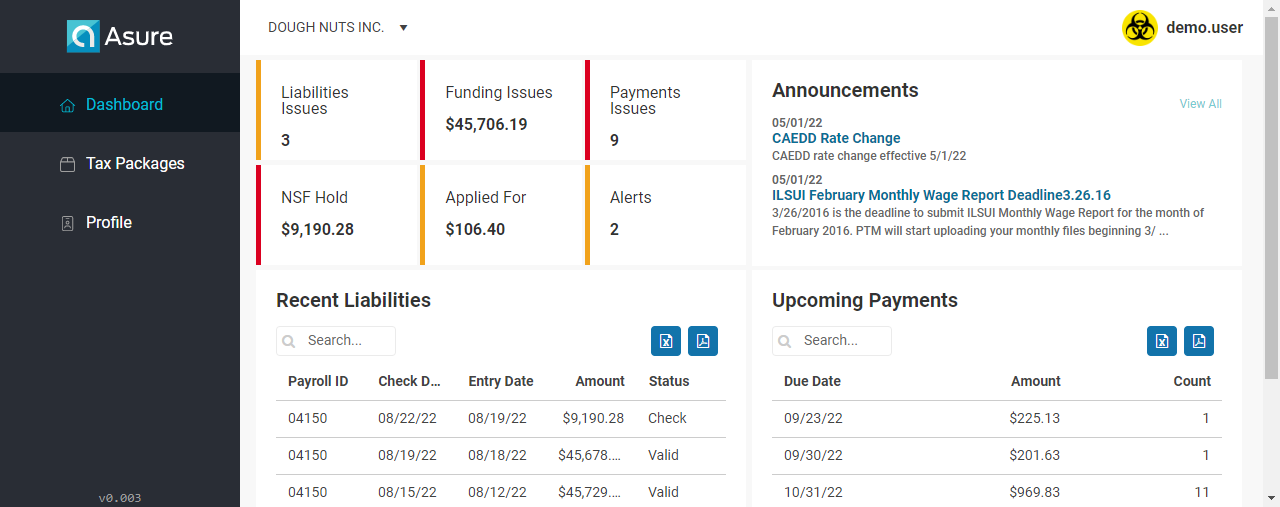 Asure
DOUGH NUTS INC.
demo.user
Dashboard
Tax Packages
Profile
v0.003
Liabilities
Issues
3
Funding Issues
$45,706.19
Payments
Issues
9
NSF Hold
$9,190.28
Applied For
$106.40
Alerts
2
Announcements
View All
05/01/22
CAEDD Rate Change
CAEDD rate change effective 5/1/22
05/01/22
ILSUI February Monthly Wage Report Deadline3.26.16
3/26/2016 is the deadline to submit ILSUI Monthly Wage Report for the month of
February 2016. PTM will start uploading your monthly files beginning 3/ ...
Recent Liabilities
Search...
Payroll ID Check D... Entry Date Amount Status
04150 08/22/22 08/19/22 $9,190.28 Check
04150 08/19/22 08/18/22 $45,678.... Valid
04150 08/15/22 08/12/22 $45,729.... Valid
Upcoming Payments
Search...
Due Date Amount Count
09/23/22 $225.13 1
09/30/22 $201.63 1
10/31/22 $969.83 11